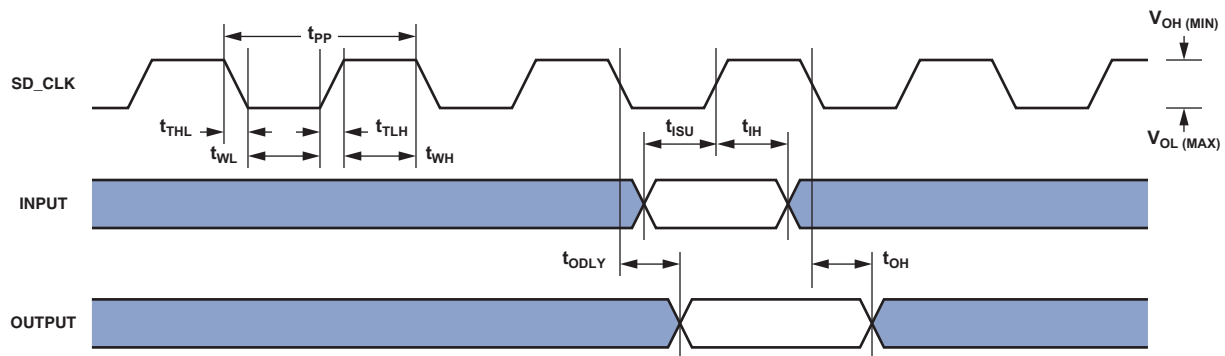 tPP
VOH (MIN)
SD_CLK
tTHL
tTLH
tISU
tIH
VOL (MAX)
tWL
tWH
INPUT
tODLY
tOH
OUTPUT